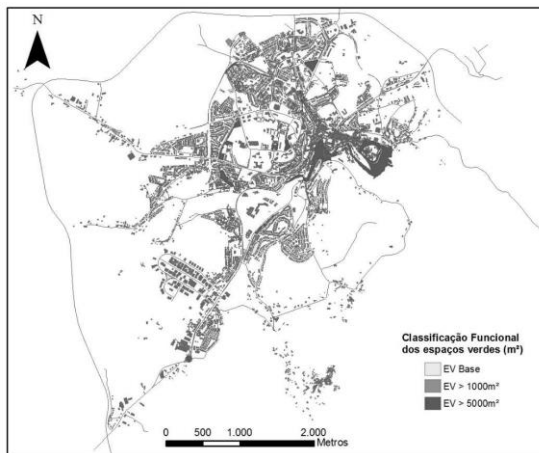 N
Classificação Funcional
dos espaços verdes (m²)
EV Base
EV > 1000m²
EV > 5000m²
0 500 1.000 2.000
Metros